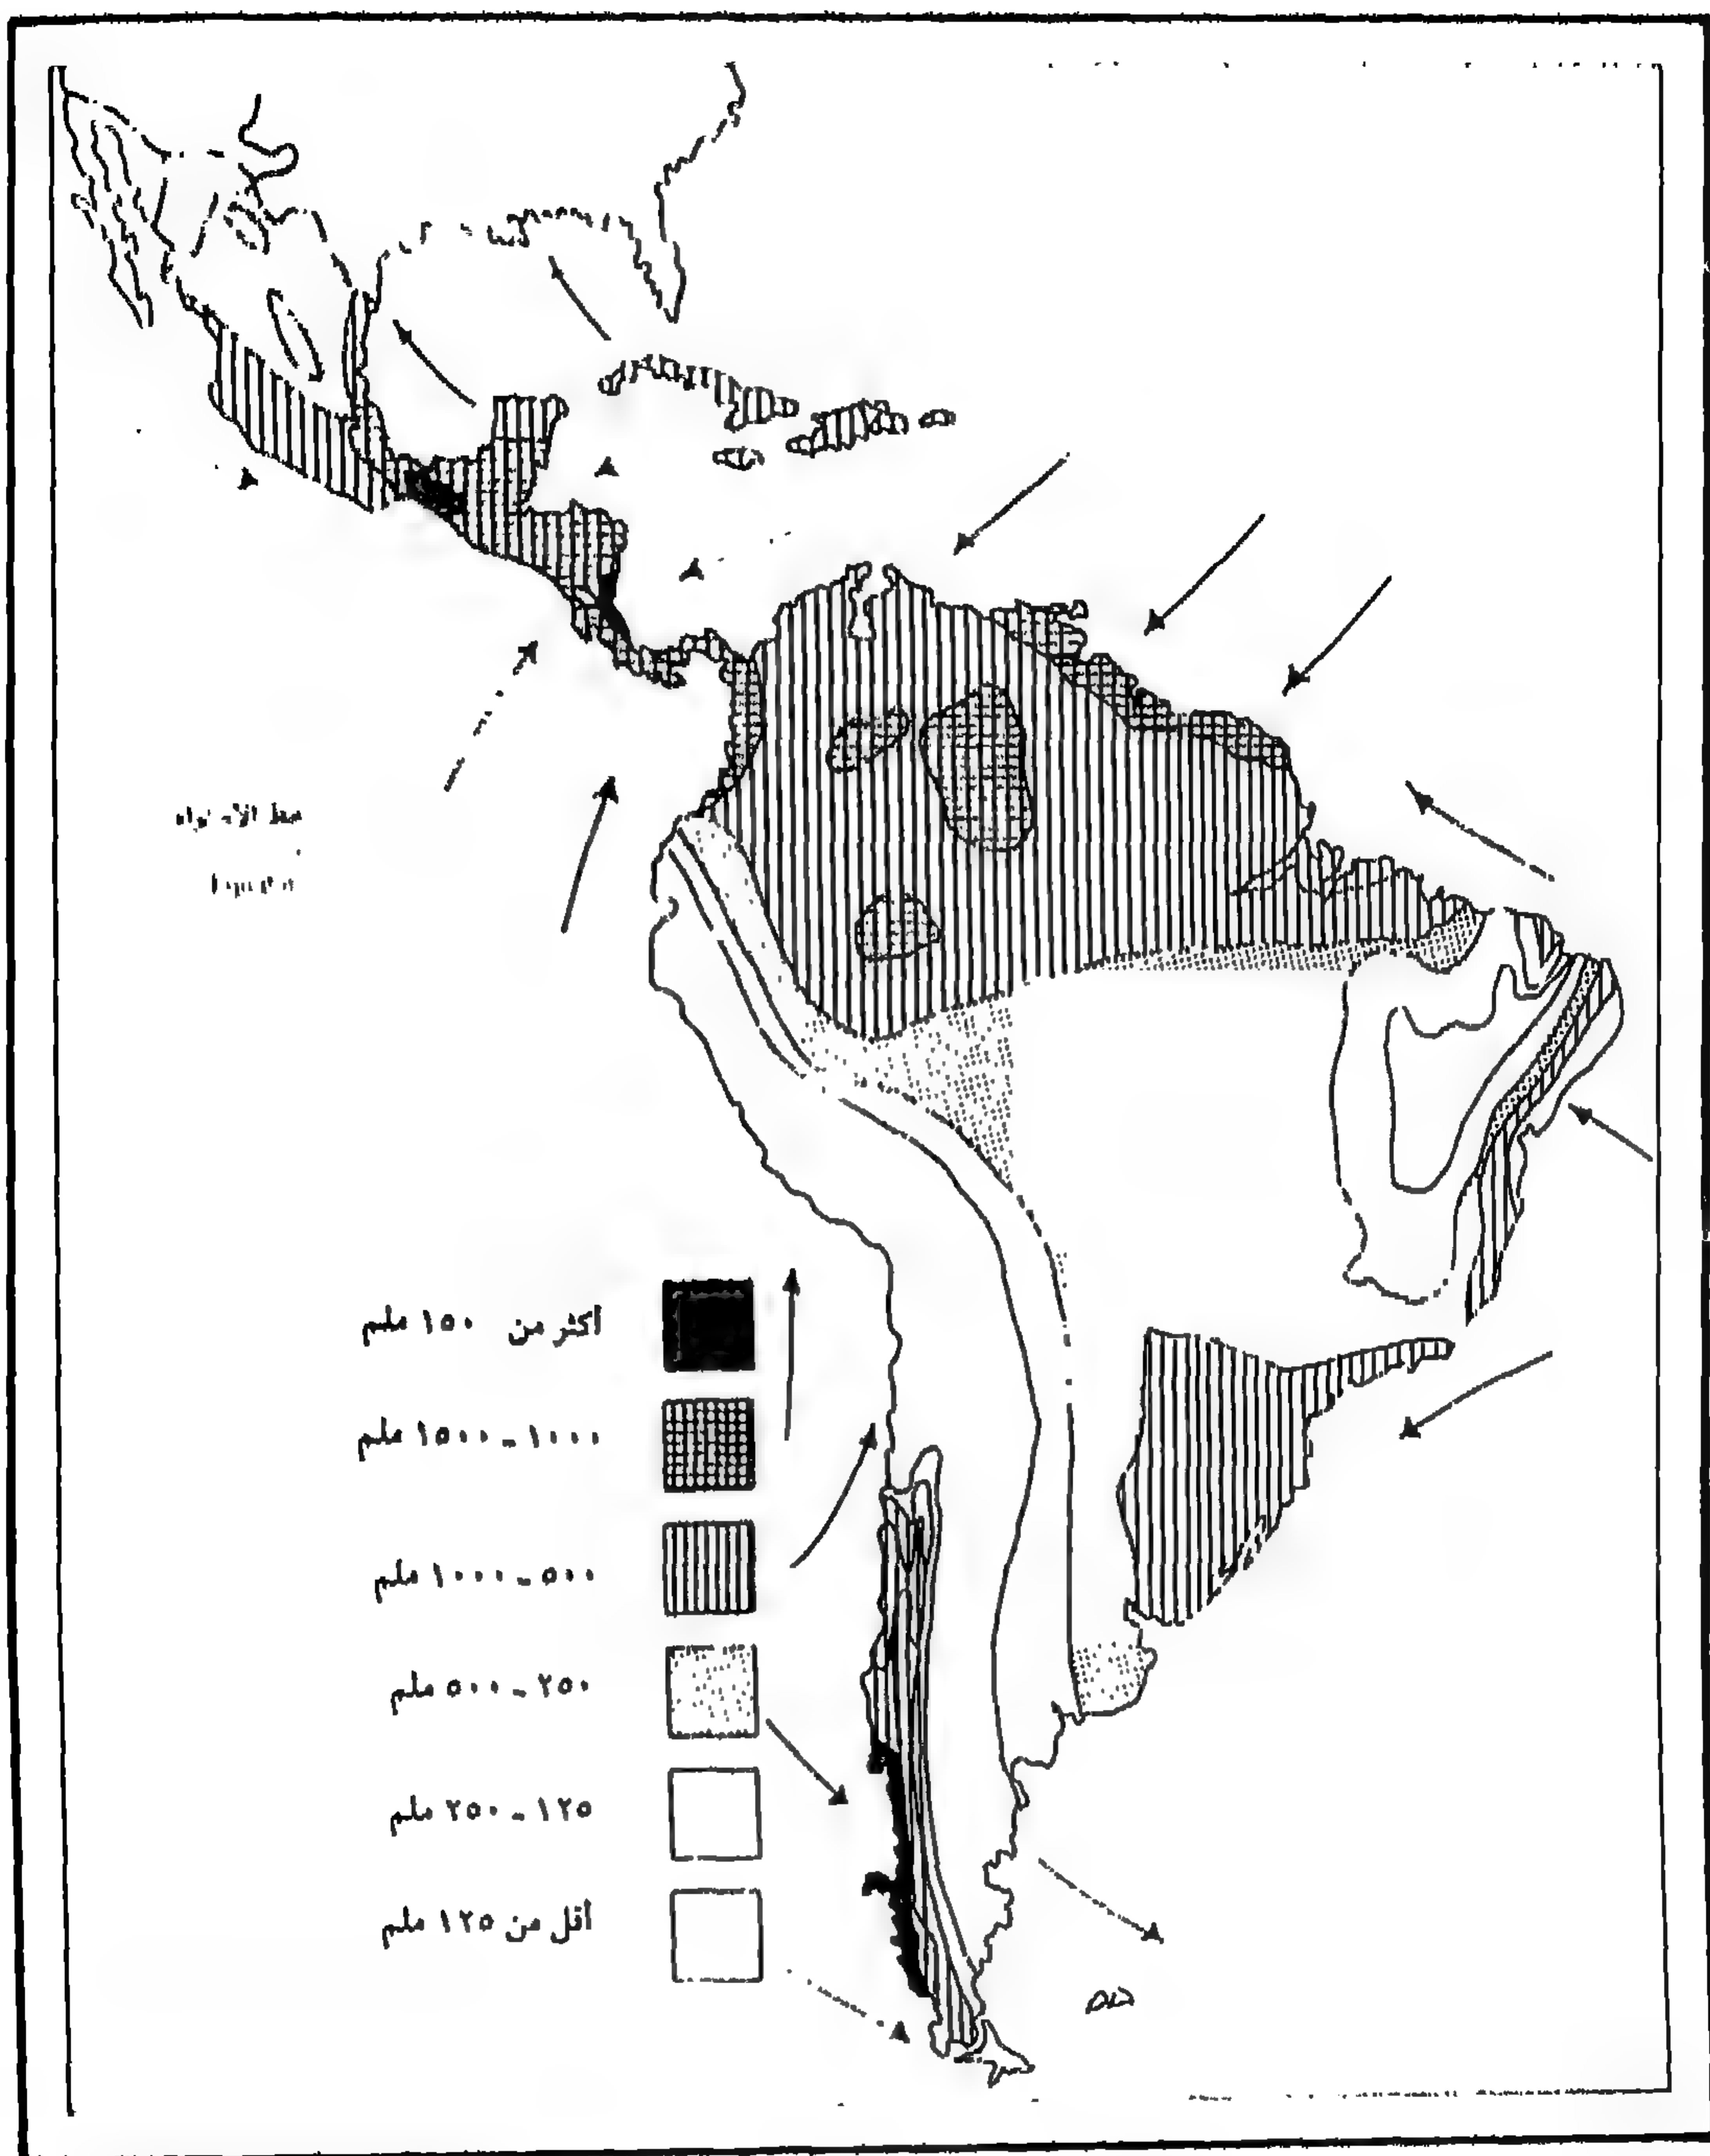 خط
أكثر من ١٥٠ ملم
١٠٠٠ - ١٥٠٠ ملم
٥٠٠ - ١٠٠٠ ملم
٢٥٠ - ٥٠٠ ملم
١٢٥ - ٢٥٠ ملم
أقل من ١٢٥ ملم